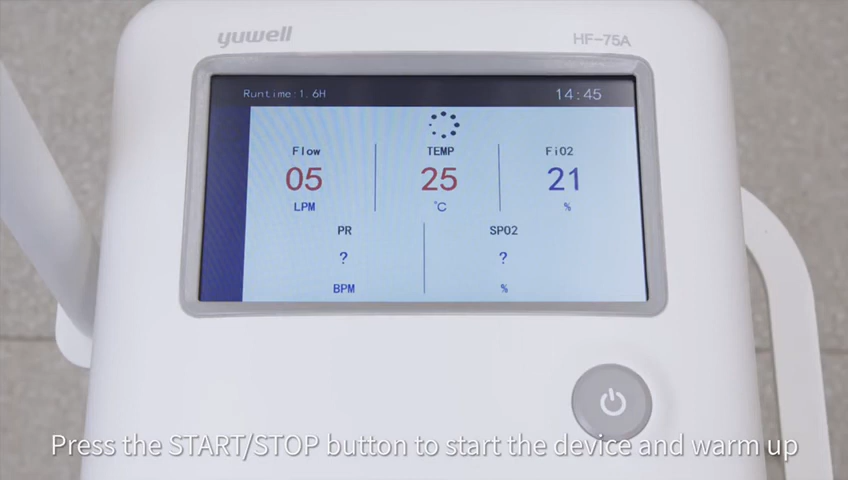 yuwell
HF-75A
Runtime:1.6H
14:45
Flow
TEMP
FiO2
05
25
21
LPM
℃
%
PR
SPO2
?
?
BPM
%
Press the START/STOP button to start the device and warm up